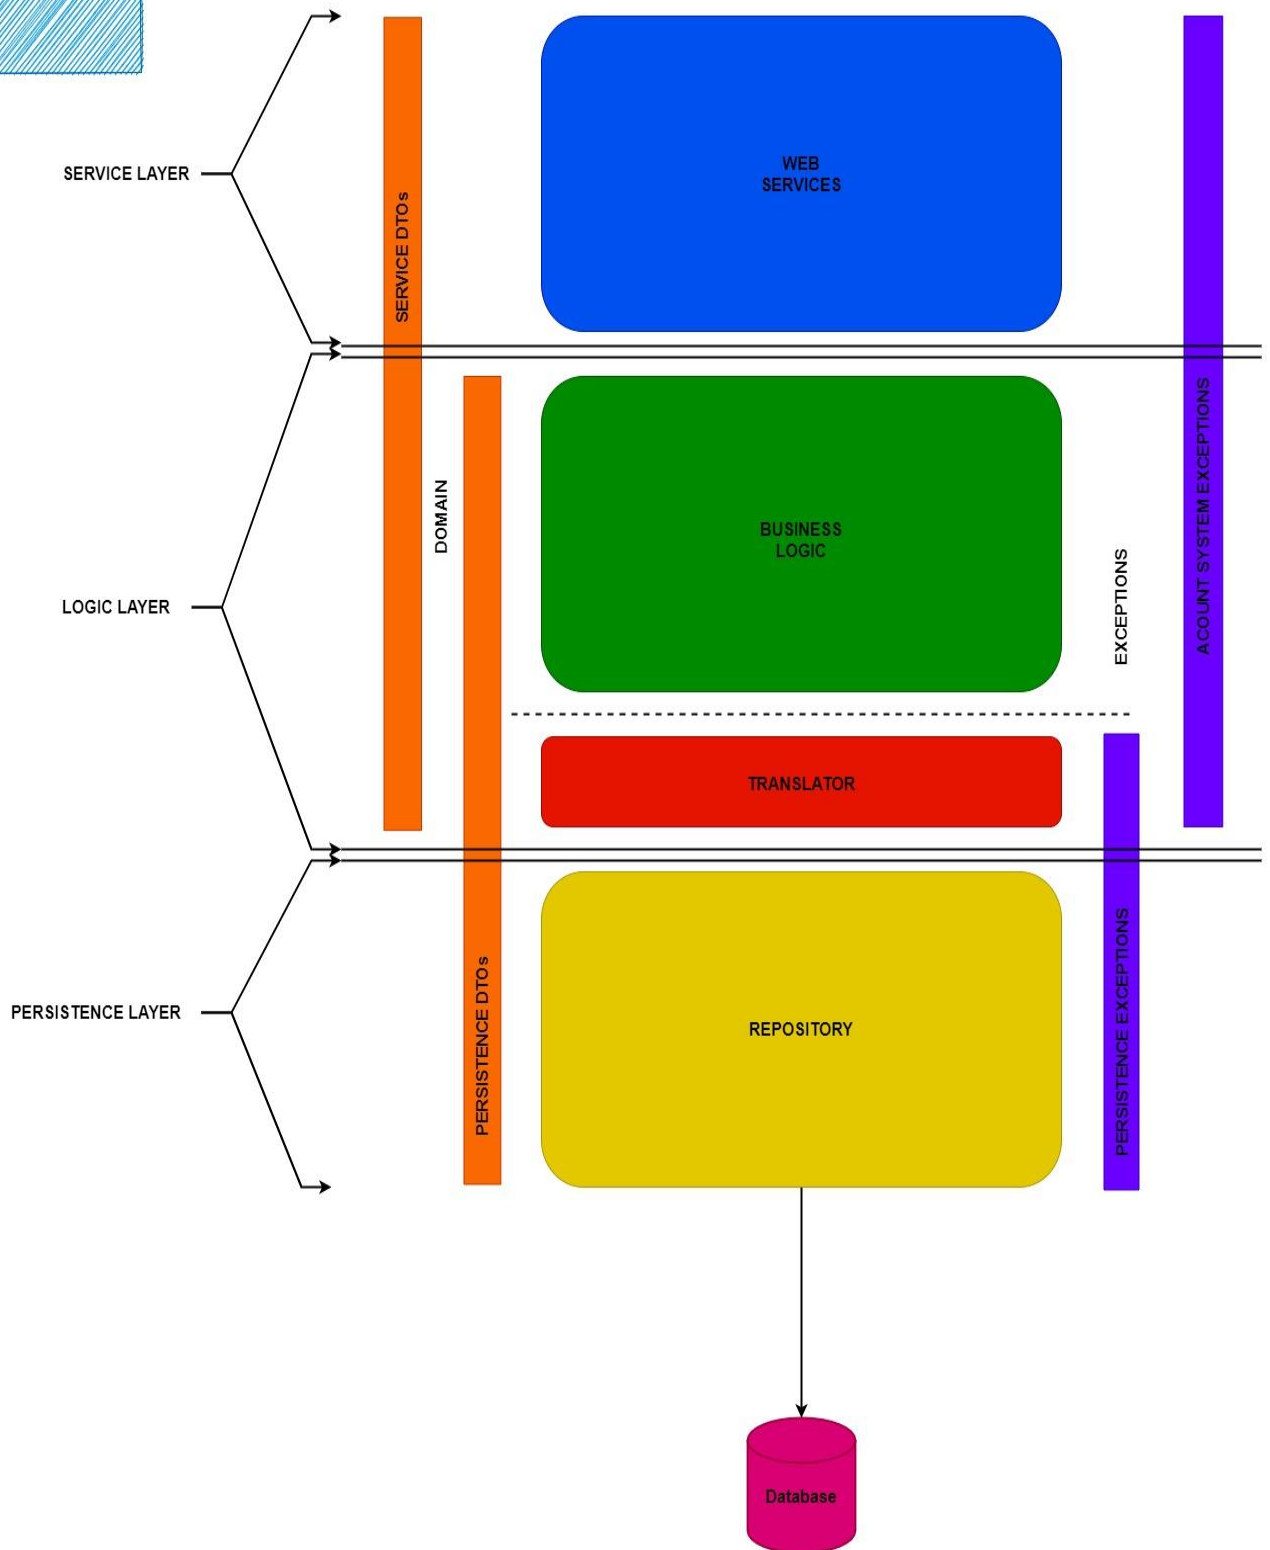 WEB
SERVICES
SERVICE LAYER
SERVICE DTOs
ACOUNT SYSTEM EXCEPTIONS
DOMAIN
BUSINESS
LOGIC
EXCEPTIONS
LOGIC LAYER
TRANSLATOR
PERSISTENCE DTOs
PERSISTENCE EXCEPTIONS
PERSISTENCE LAYER
REPOSITORY
Database